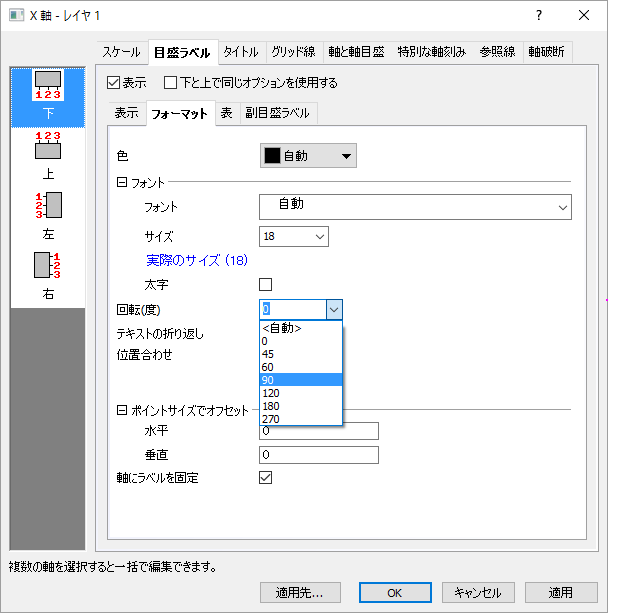 X 軸 - レイヤ 1
?
スケール 目盛ラベル タイトル グリッド線 軸と軸目盛 特別な軸刻み 参照線 軸破断
123
下
123
上
123
左
123
右
表示 下と上で同じオプションを使用する
表示 フォーマット 表 副目盛ラベル
色 自動
フォント
フォント 自動
サイズ 18
実際のサイズ (18)
太字
回転(度) 0
<自動>
0
45
60
90
120
180
270
テキストの折り返し
位置合わせ
ポイントサイズでオフセット
水平 0
垂直 0
軸にラベルを固定
複数の軸を選択すると一括で編集できます。
適用先... OK キャンセル 適用